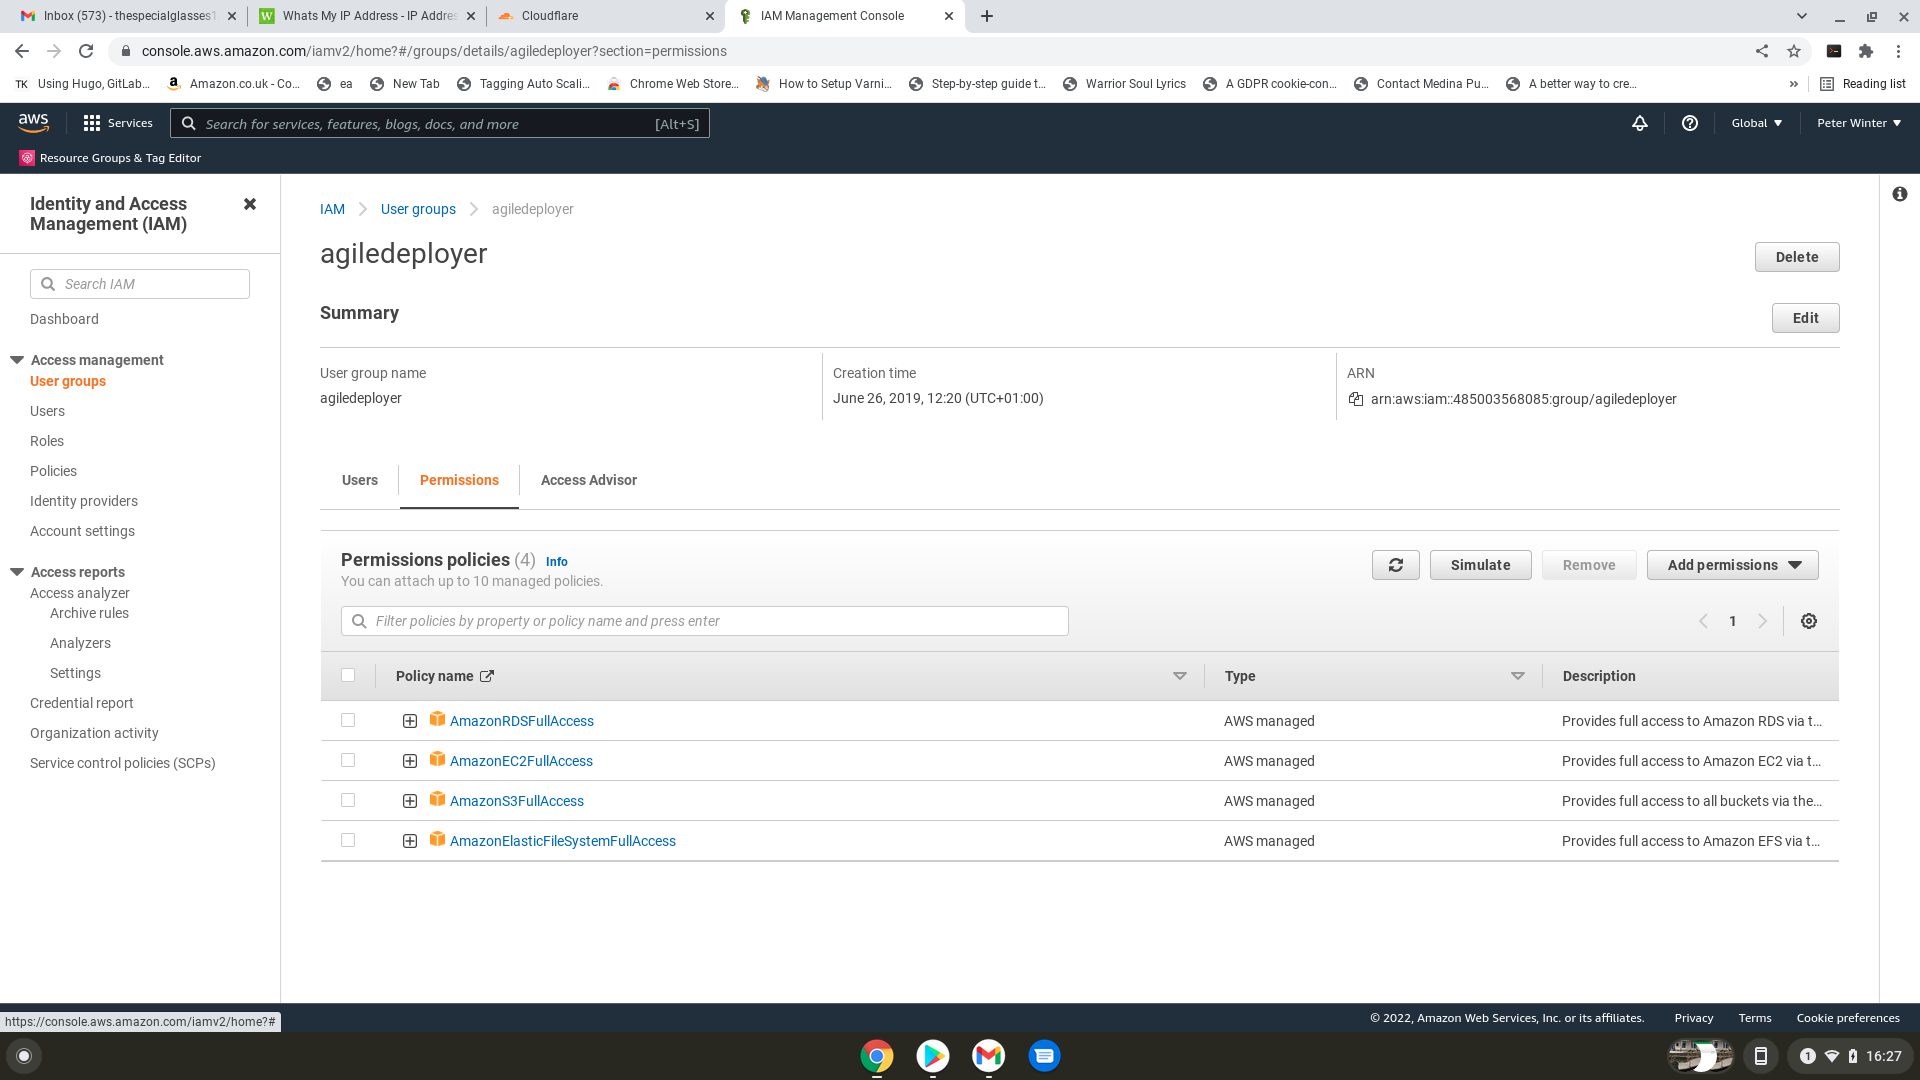 Inbox (573) - thespecialglasses1
Whats My IP Address - IP Addres
Cloudflare
IAM Management Console
console.aws.amazon.com/iamv2/home?#/groups/details/agiledeployer?section=permissions
TK Using Hugo, GitLab...
Amazon.co.uk - Co...
ea
New Tab
Tagging Auto Scali...
Chrome Web Store...
How to Setup Varni...
Step-by-step guide t...
Warrior Soul Lyrics
A GDPR cookie-con...
Contact Medina Pu...
A better way to cre...
»
Reading list
aws
Services
Search for services, features, blogs, docs, and more [Alt+S]
Global
Peter Winter
Resource Groups & Tag Editor
Identity and Access
Management (IAM)
Search IAM
Dashboard
Access management
User groups
Users
Roles
Policies
Identity providers
Account settings
Access reports
Access analyzer
Archive rules
Analyzers
Settings
Credential report
Organization activity
Service control policies (SCPs)
IAM > User groups > agiledeployer
agiledeployer
Delete
Summary
Edit
User group name
agiledeployer
Creation time
June 26, 2019, 12:20 (UTC+01:00)
ARN
arn:aws:iam::485003568085:group/agiledeployer
Users
Permissions
Access Advisor
Permissions policies (4) Info
You can attach up to 10 managed policies.
Simulate
Remove
Add permissions
Filter policies by property or policy name and press enter
1
Policy name Type Description
AmazonRDSFullAccess AWS managed Provides full access to Amazon RDS via t...
AmazonEC2FullAccess AWS managed Provides full access to Amazon EC2 via t...
AmazonS3FullAccess AWS managed Provides full access to all buckets via the...
AmazonElasticFileSystemFullAccess AWS managed Provides full access to Amazon EFS via t...
© 2022, Amazon Web Services, Inc. or its affiliates.
Privacy
Terms
Cookie preferences
https://console.aws.amazon.com/iamv2/home?#
1
16:27